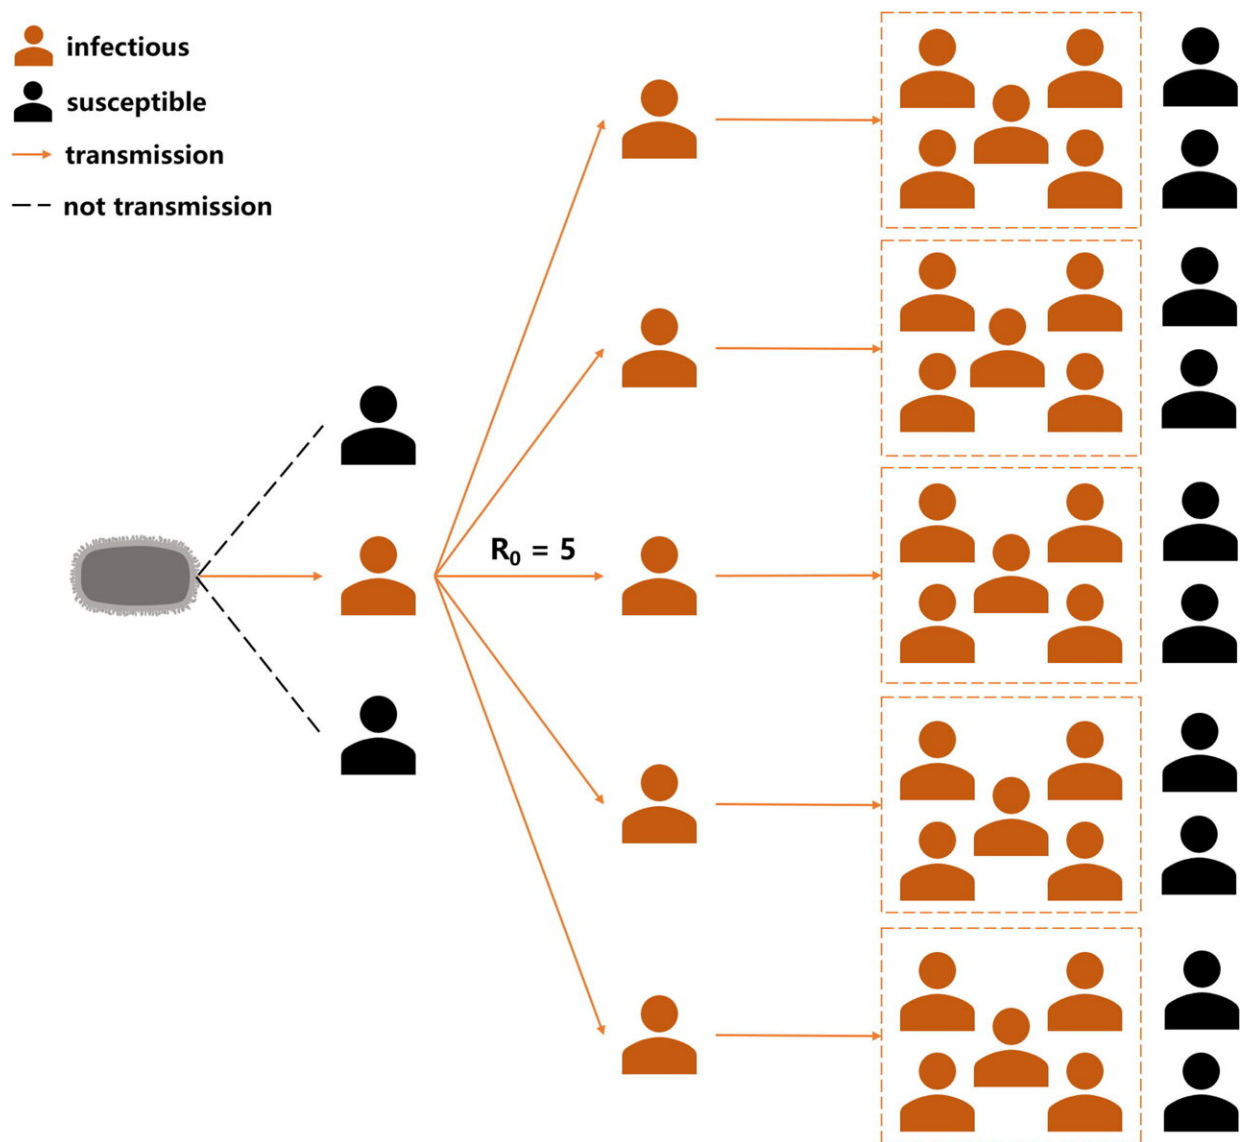 infectious
susceptible
transmission
not transmission
R₀ = 5